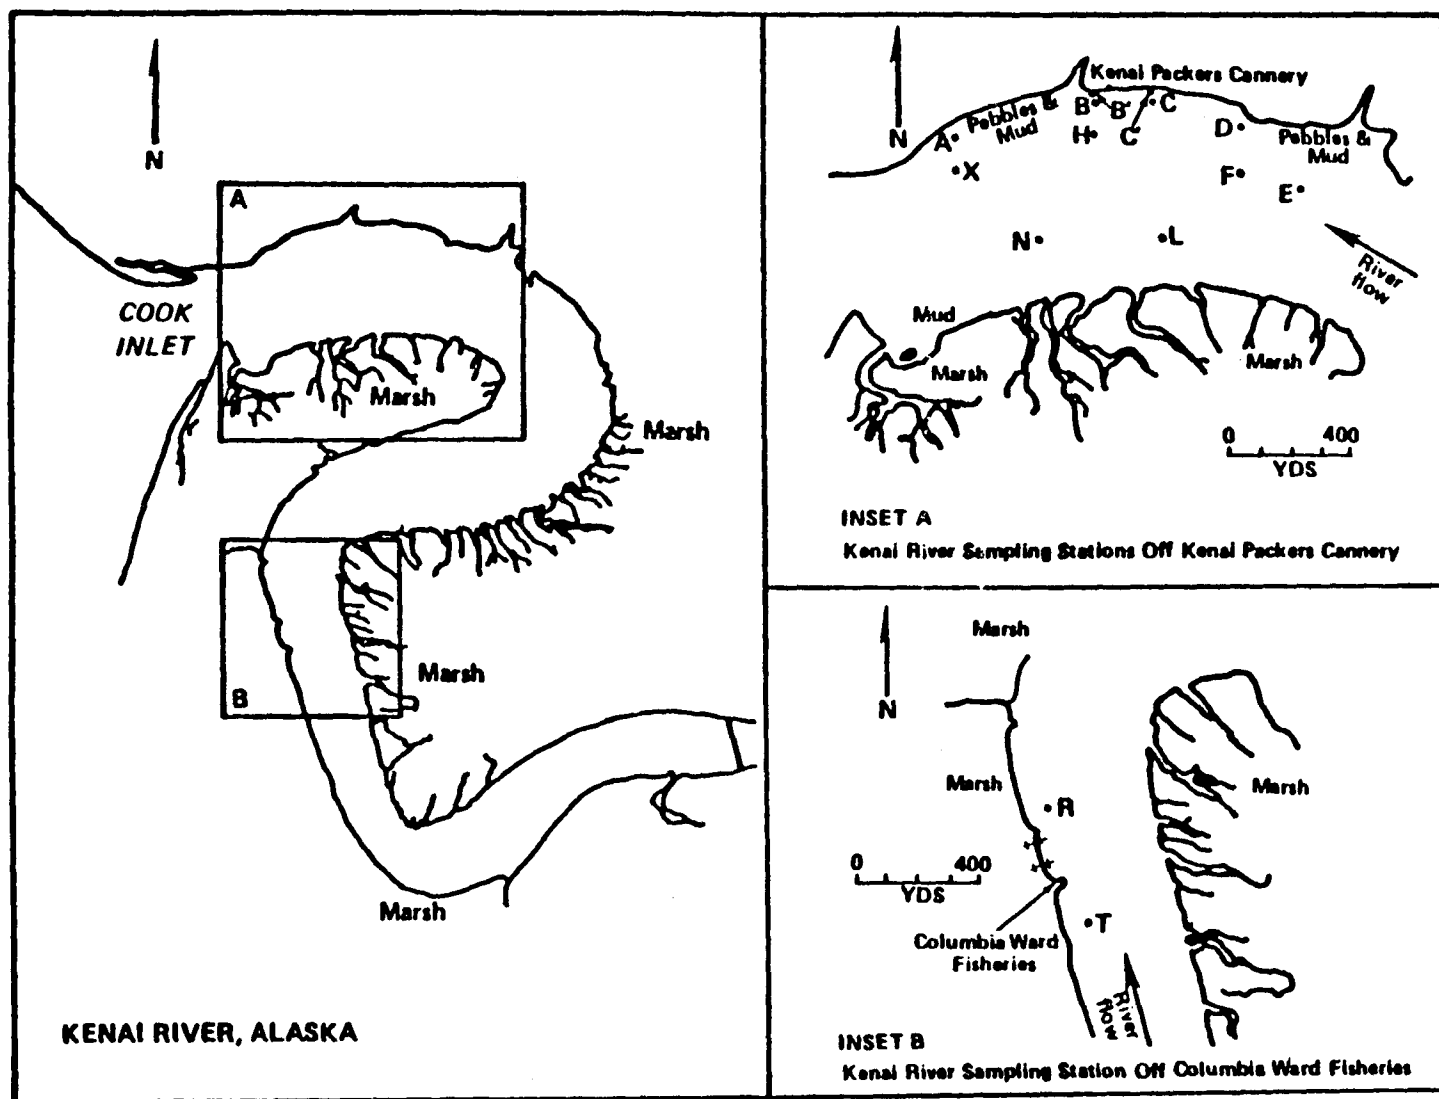 N
A
COOK
INLET
Marsh
Marsh
B
Marsh
Marsh
KENAI RIVER, ALASKA
N
Kenai Packers Cannery
Pebbles &
Mud
A
X
B
B'
C
C'
H
D
Pebbles &
Mud
F
E
N
L
River
flow
Mud
Marsh
Marsh
0 400
YDS
INSET A
Kenai River Sampling Stations Off Kenai Packers Cannery
Marsh
N
Marsh
Marsh
R
0 400
YDS
T
Columbia Ward
Fisheries
River
flow
INSET B
Kenai River Sampling Station Off Columbia Ward Fisheries